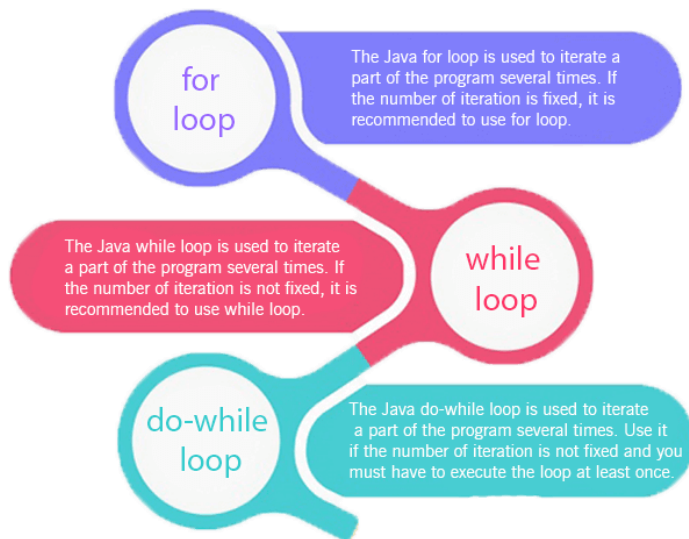 for
loop
The Java for loop is used to iterate a
part of the program several times. If
the number of iteration is fixed, it is
recommended to use for loop.
The Java while loop is used to iterate
a part of the program several times. If
the number of iteration is not fixed, it is
recommended to use while loop.
while
loop
do-while
loop
The Java do-while loop is used to iterate
a part of the program several times. Use it
if the number of iteration is not fixed and you
must have to execute the loop at least once.